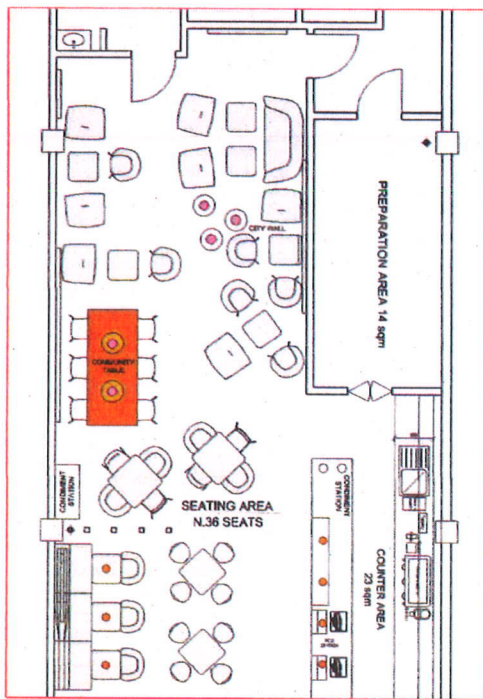 PREPARATION AREA 14 sqm
CITY WALL
COMMUNITY
TABLE
CONDIMENT
STATION
SEATING AREA
N.36 SEATS
CONDIMENT
STATION
COUNTER AREA
23 sqm